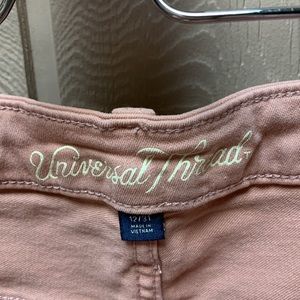 Universal Thread
12/31
MADE IN
VIETNAM